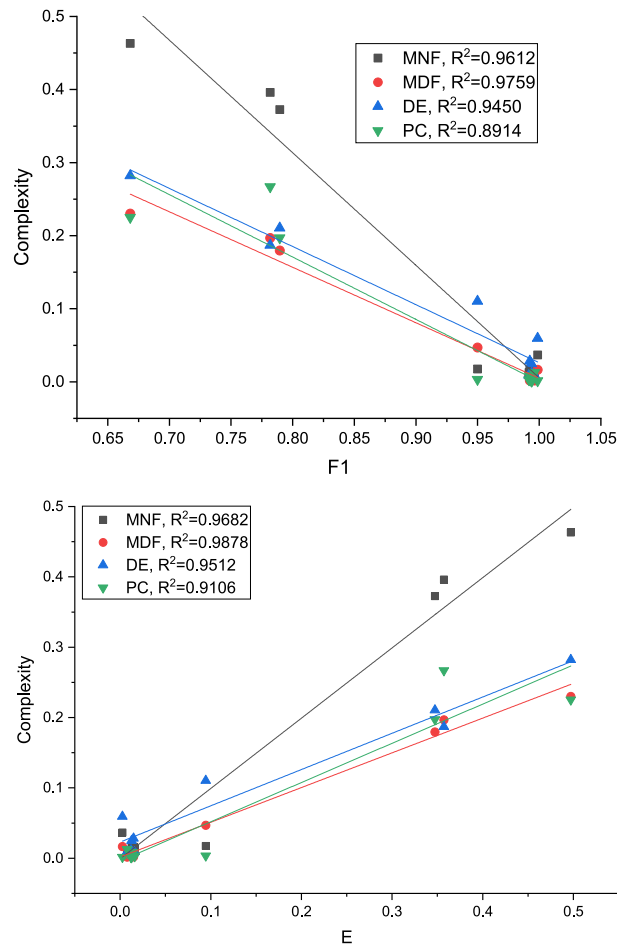 0.5
0.4
0.3
0.2
0.1
0.0
Complexity
MNF, R²=0.9612
MDF, R²=0.9759
DE, R²=0.9450
PC, R²=0.8914
0.65 0.70 0.75 0.80 0.85 0.90 0.95 1.00 1.05
F1
0.5
0.4
0.3
0.2
0.1
0.0
Complexity
MNF, R²=0.9682
MDF, R²=0.9878
DE, R²=0.9512
PC, R²=0.9106
0.0 0.1 0.2 0.3 0.4 0.5
E